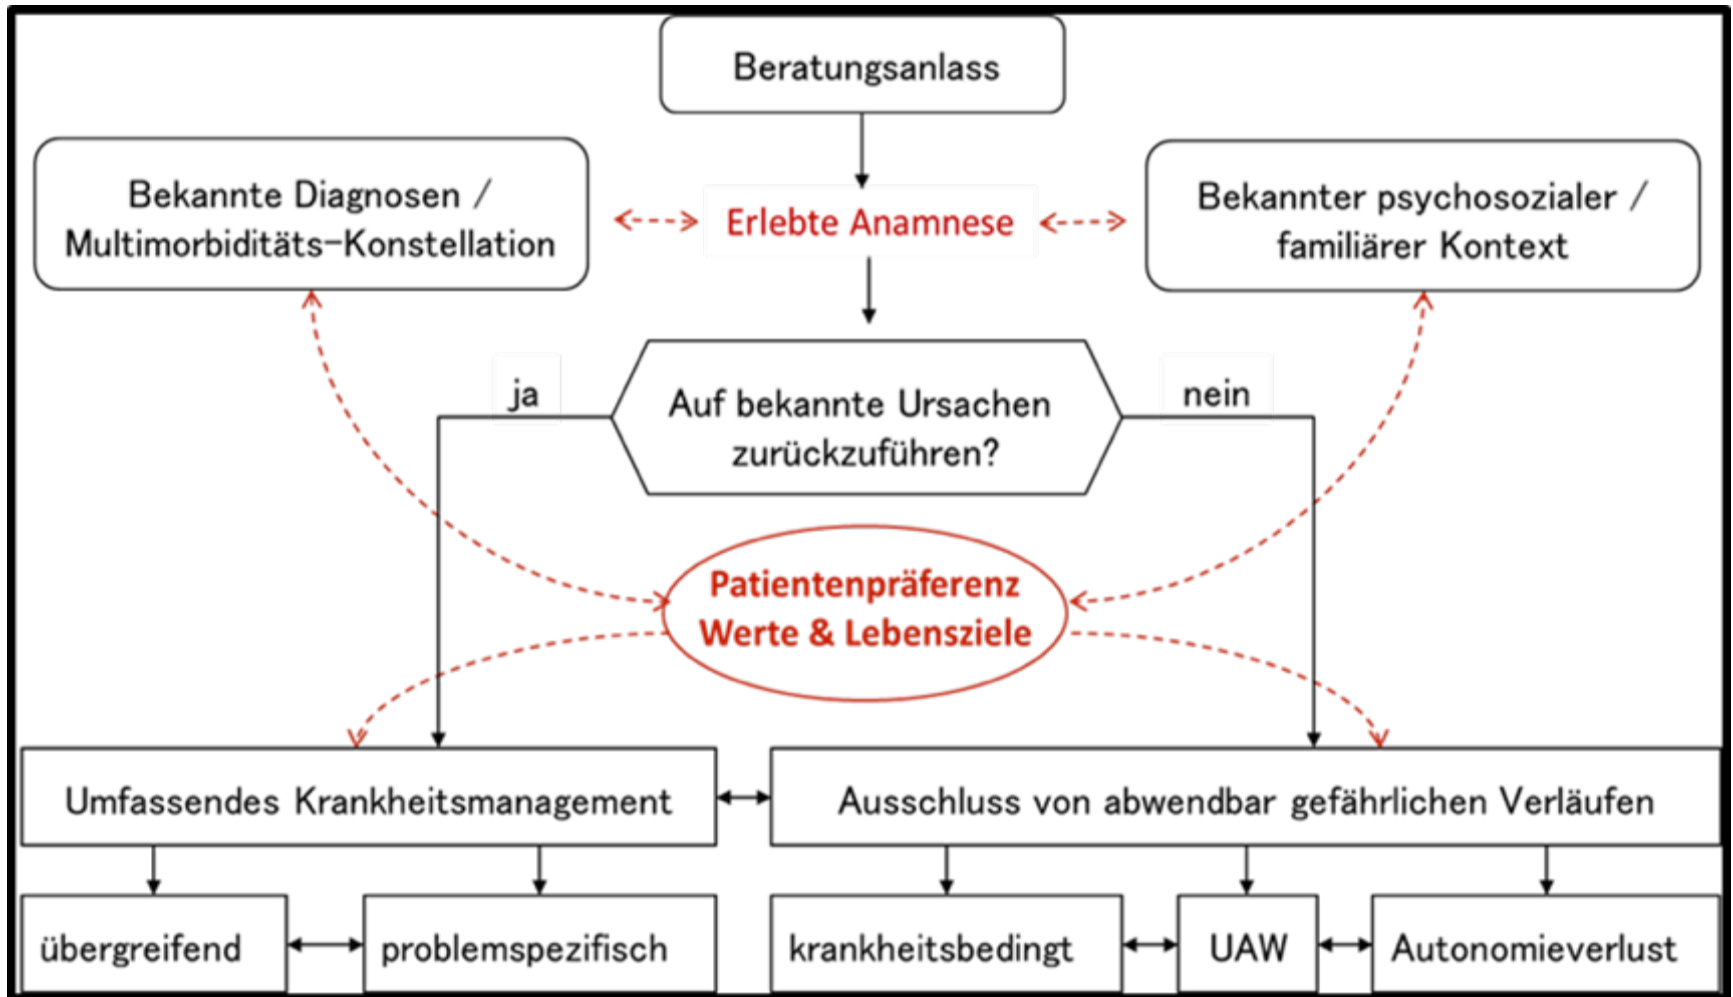 Beratungsanlass
Bekannte Diagnosen /
Multimorbiditäts-Konstellation
Erlebte Anamnese
Bekannter psychosozialer /
familiärer Kontext
ja
Auf bekannte Ursachen
zurückzuführen?
nein
Patientenpräferenz
Werte & Lebensziele
Umfassendes Krankheitsmanagement
Ausschluss von abwendbar gefährlichen Verläufen
übergreifend
problemspezifisch
krankheitsbedingt
UAW
Autonomieverlust